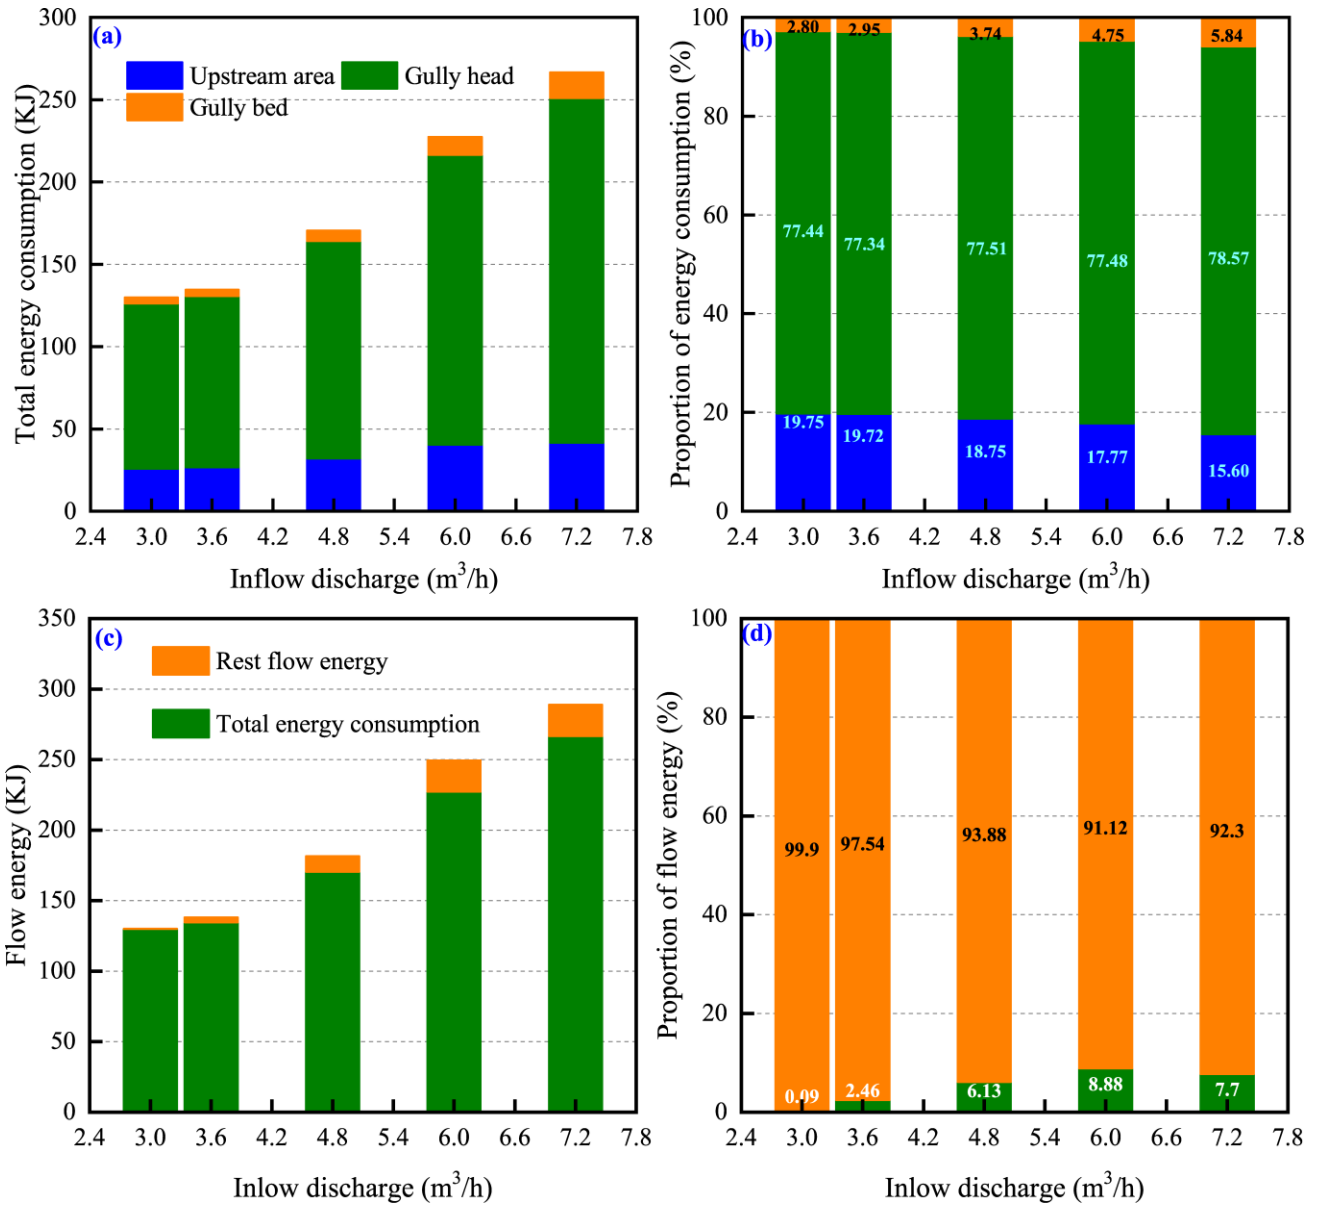 (a)
Upstream area
Gully head
Gully bed
Total energy consumption (KJ)
300
250
200
150
100
50
0
2.4 3.0 3.6 4.2 4.8 5.4 6.0 6.6 7.2 7.8
Inflow discharge (m³/h)
(b)
Proportion of energy consumption (%)
100
80
60
40
20
0
2.80 2.95 3.74 4.75 5.84
77.44 77.34 77.51 77.48 78.57
19.75 19.72 18.75 17.77 15.60
2.4 3.0 3.6 4.2 4.8 5.4 6.0 6.6 7.2 7.8
Inflow discharge (m³/h)
(c)
Rest flow energy
Total energy consumption
Flow energy (KJ)
350
300
250
200
150
100
50
0
2.4 3.0 3.6 4.2 4.8 5.4 6.0 6.6 7.2 7.8
Inlow discharge (m³/h)
(d)
Proportion of flow energy (%)
100
80
60
40
20
0
99.9 97.54 93.88 91.12 92.3
0.09 2.46 6.13 8.88 7.7
2.4 3.0 3.6 4.2 4.8 5.4 6.0 6.6 7.2 7.8
Inlow discharge (m³/h)